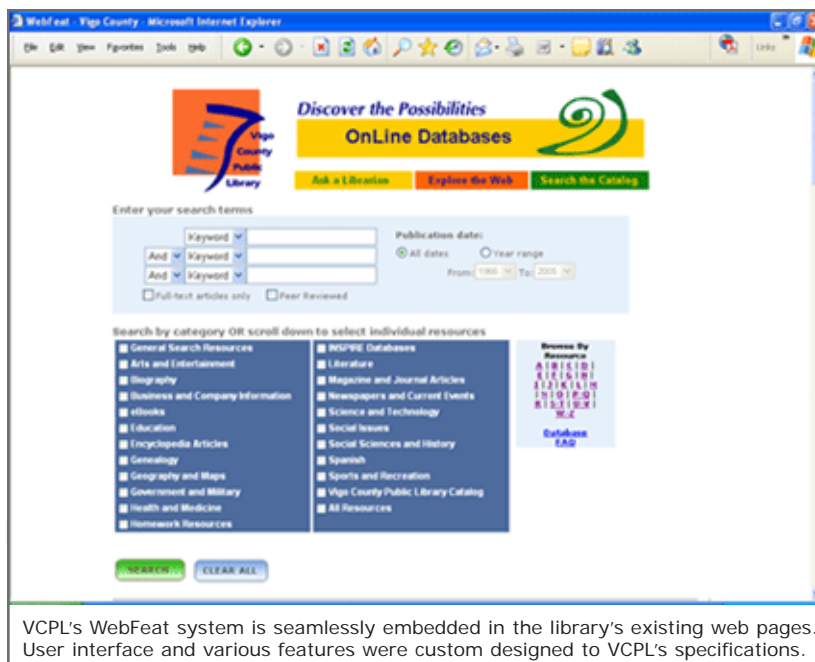 WebFeat - Vigo County - Microsoft Internet Explorer
File Edit View Favorites Tools Help
Links
Vigo
County
Public
Library
Discover the Possibilities
OnLine Databases
Ask a Librarian Explore the Web Search the Catalog
Enter your search terms
Keyword
And Keyword
And Keyword
Full-text articles only Peer Reviewed
Publication date:
All dates Year range
From: 1966 To: 2005
Search by category OR scroll down to select individual resources
General Search Resources
Arts and Entertainment
Biography
Business and Company Information
eBooks
Education
Encyclopedia Articles
Genealogy
Geography and Maps
Government and Military
Health and Medicine
Homework Resources
INSPIRE Databases
Literature
Magazine and Journal Articles
Newspapers and Current Events
Science and Technology
Social Issues
Social Sciences and History
Spanish
Sports and Recreation
Vigo County Public Library Catalog
All Resources
Browse By
Resource
A | B | C | D |
E | F | G | H |
W-Z
Database
FAQ
SEARCH CLEAR ALL
VCPL's WebFeat system is seamlessly embedded in the library's existing web pages.
User interface and various features were custom designed to VCPL's specifications.